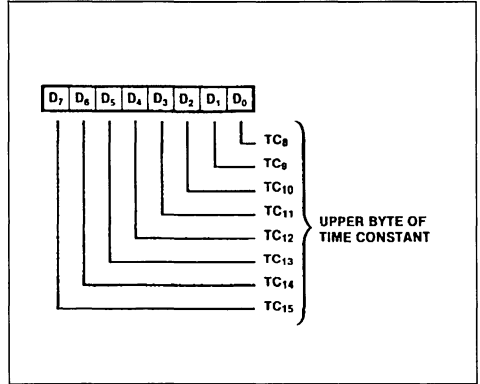 D7 D6 D5 D4 D3 D2 D1 D0
TC8
TC9
TC10
TC11
UPPER BYTE OF
TIME CONSTANT
TC12
TC13
TC14
TC15